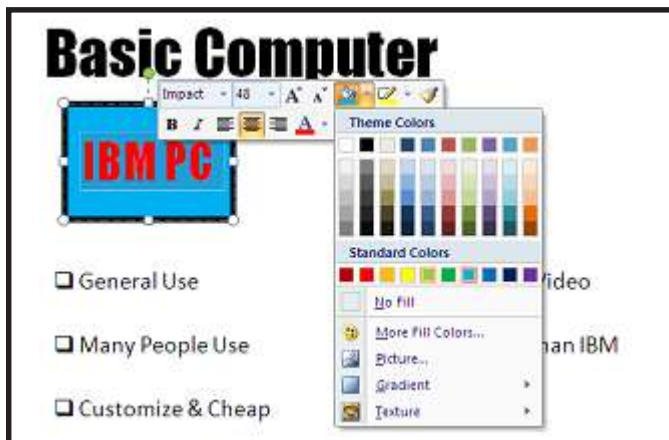 Basic Computer
Impact 48 A A
B I A
IBM PC
Theme Colors
Standard Colors
No Fill
More Fill Colors...
Picture...
Gradient
Texture
General Use
Video
Many People Use
han IBM
Customize & Cheap